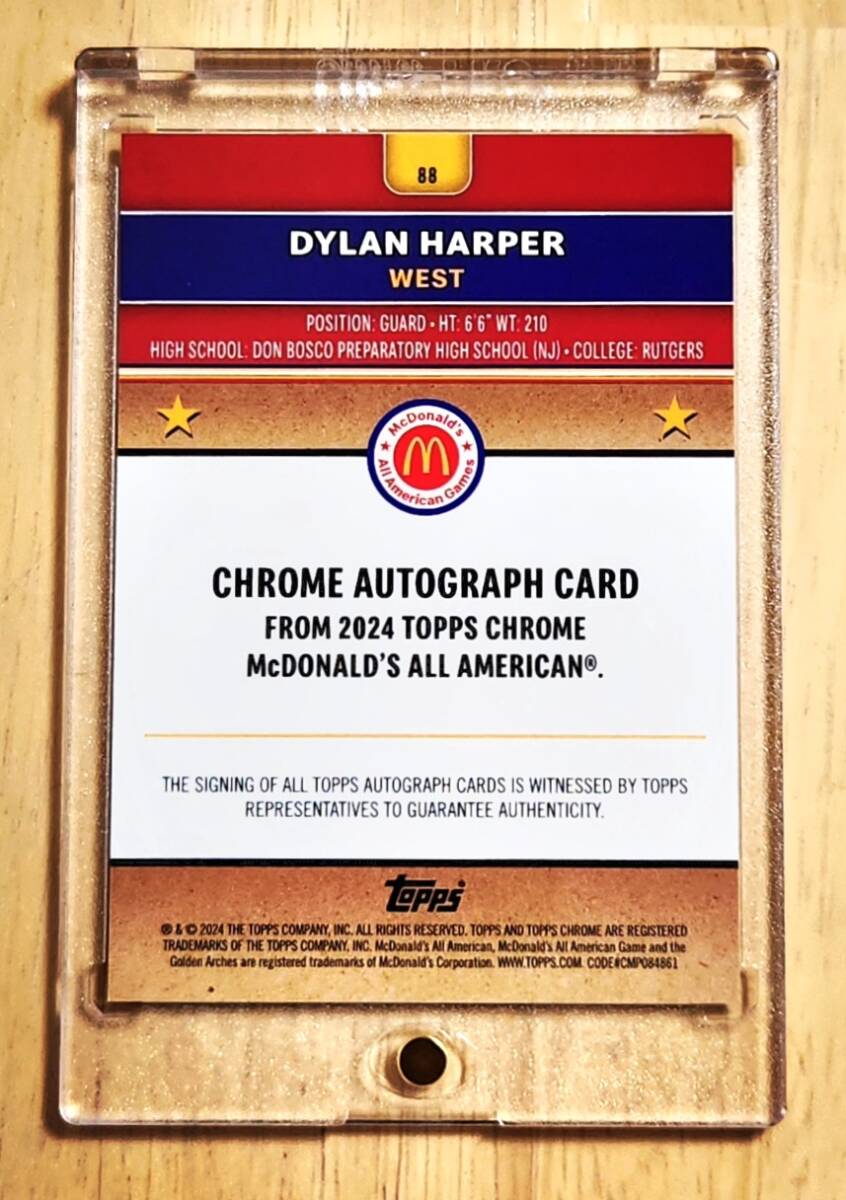 88
DYLAN HARPER
WEST
POSITION: GUARD • HT: 6'6" WT: 210
HIGH SCHOOL: DON BOSCO PREPARATORY HIGH SCHOOL (NJ) • COLLEGE: RUTGERS
McDonald's
All American Games
CHROME AUTOGRAPH CARD
FROM 2024 TOPPS CHROME
McDONALD'S ALL AMERICAN®.
THE SIGNING OF ALL TOPPS AUTOGRAPH CARDS IS WITNESSED BY TOPPS
REPRESENTATIVES TO GUARANTEE AUTHENTICITY.
topps
® & © 2024 THE TOPPS COMPANY, INC. ALL RIGHTS RESERVED. TOPPS AND TOPPS CHROME ARE REGISTERED
TRADEMARKS OF THE TOPPS COMPANY, INC. McDonald's All American, McDonald's All American Game and the
Golden Arches are registered trademarks of McDonald's Corporation. WWW.TOPPS.COM. CODE#CMP084861